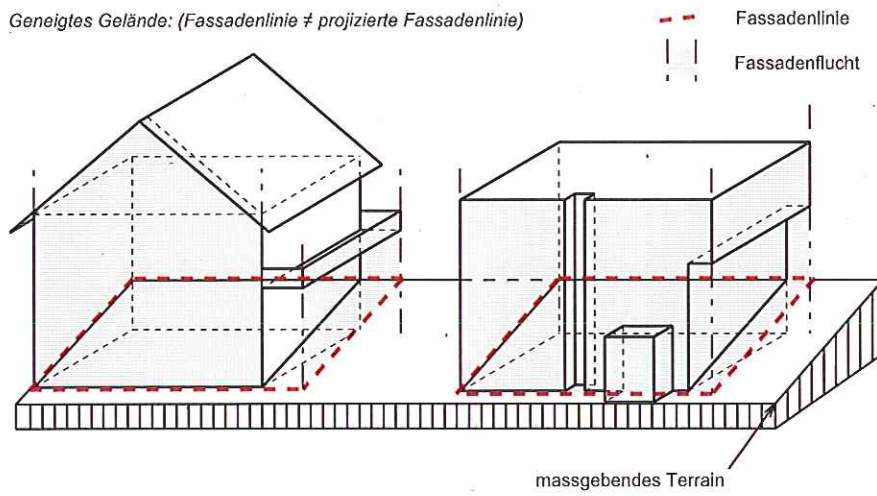 Geneigtes Gelände: (Fassadenlinie ≠ projizierte Fassadenlinie)
Fassadenlinie
Fassadenflucht
massgebendes Terrain